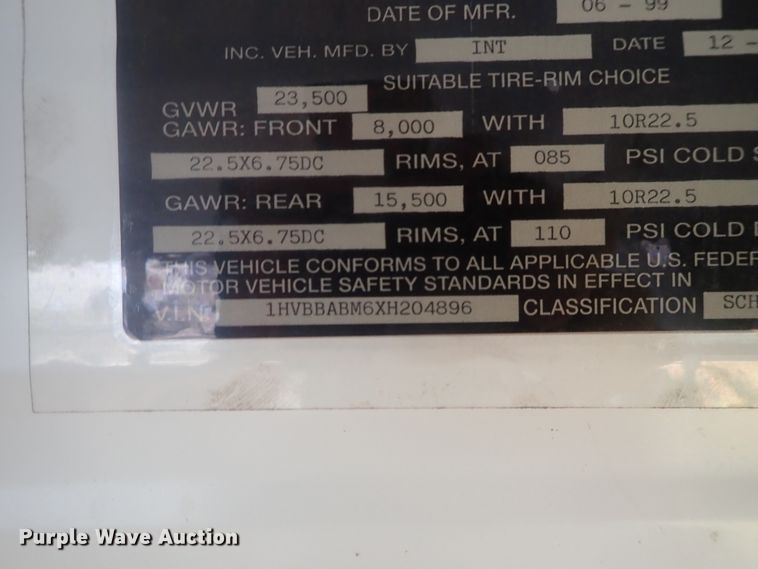 DATE OF MFR. 06 - 99
INC. VEH. MFD. BY INT DATE 12 -
SUITABLE TIRE-RIM CHOICE
GVWR 23,500
GAWR: FRONT 8,000 WITH 10R22.5
22.5X6.75DC RIMS, AT 085 PSI COLD S
GAWR: REAR 15,500 WITH 10R22.5
22.5X6.75DC RIMS, AT 110 PSI COLD
THIS VEHICLE CONFORMS TO ALL APPLICABLE U.S. FEDER
MOTOR VEHICLE SAFETY STANDARDS IN EFFECT IN
V.I.N. 1HVBBABM6XH204896 CLASSIFICATION SCH
Purple Wave Auction